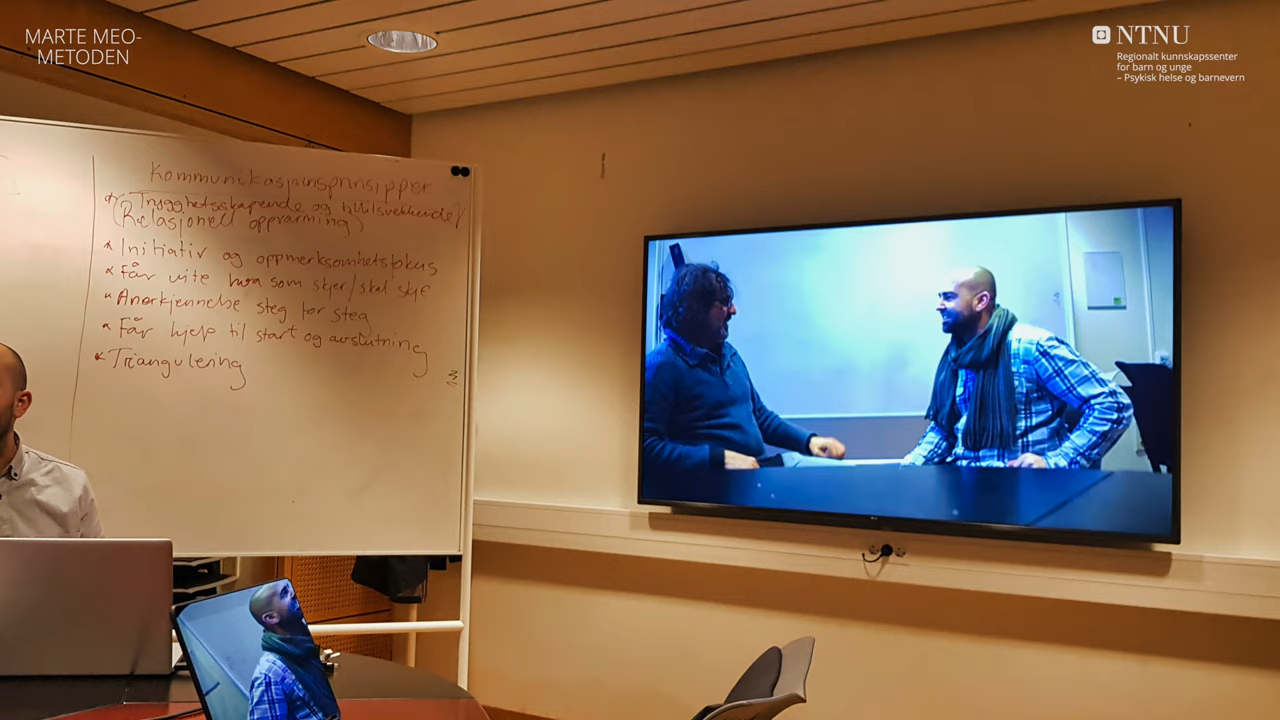 MARTE MEO-
METODEN
NTNU
Regionalt kunnskapssenter
for barn og unge
– Psykisk helse og barnevern
Kommunikasjonsprinsipper
* Trygghetsskapende og tillitsvekkende
(Relasjonell oppvarming)
* Initiativ og oppmerksomhetsfokus
* Får vite hva som skjer/skal skje
* Anerkjennelse steg for steg
* Får hjelp til start og avslutning
* Triangulering